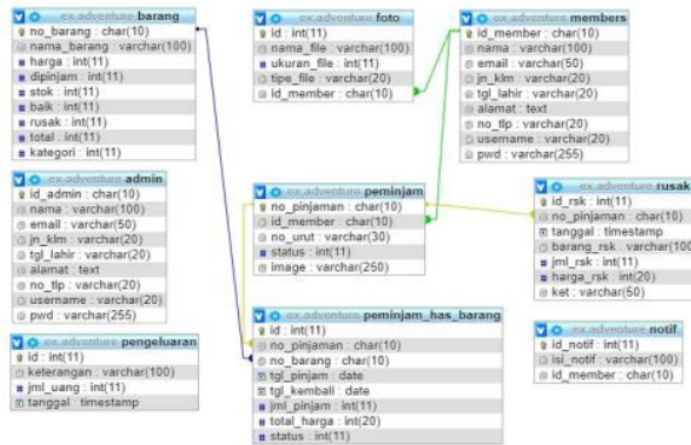 ex.adventure barang
no_barang : char(10)
nama_barang : varchar(100)
harga : int(11)
dipinjam : int(11)
stok : int(11)
baik : int(11)
rusak : int(11)
total : int(11)
kategori : int(11)
ex.adventure foto
id : int(11)
nama_file : varchar(100)
ukuran_file : int(11)
tipe_file : varchar(20)
id_member : char(10)
ex.adventure members
id_member : char(10)
nama : varchar(100)
email : varchar(50)
jn_klm : varchar(20)
tgl_lahir : varchar(20)
alamat : text
no_tlp : varchar(20)
username : varchar(20)
pwd : varchar(255)
ex.adventure admin
id_admin : char(10)
nama : varchar(100)
email : varchar(50)
jn_klm : varchar(20)
tgl_lahir : varchar(20)
alamat : text
no_tlp : varchar(20)
username : varchar(20)
pwd : varchar(255)
ex.adventure peminjam
no_pinjaman : char(10)
id_member : char(10)
no_urut : varchar(30)
status : int(11)
image : varchar(250)
ex.adventure rusak
id_rsk : int(11)
no_pinjaman : char(10)
tanggal : timestamp
barang_rsk : varchar(100
jml_rsk : int(11)
harga_rsk : int(20)
ket : varchar(50)
ex.adventure pengeluaran
id : int(11)
keterangan : varchar(100)
jml_uang : int(11)
tanggal : timestamp
ex.adventure peminjam_has_barang
id : int(11)
no_pinjaman : char(10)
no_barang : char(10)
tgl_pinjam : date
tgl_kembali : date
jml_pinjam : int(11)
total_harga : int(20)
status : int(11)
ex.adventure notif
id_notif : int(11)
isi_notif : varchar(100)
id_member : char(10)